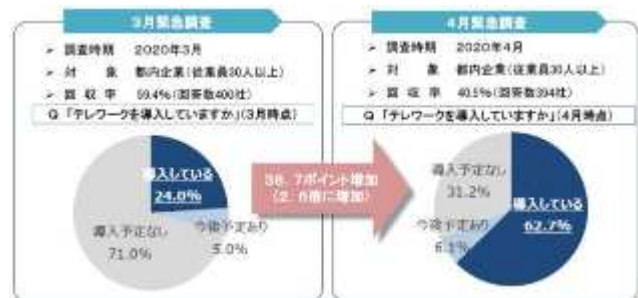 3月緊急調査
➢ 調査時期 2020年3月
➢ 対 象 都内企業(従業員30人以上)
➢ 回収率 59.4%(回答数400社)
Q 「テレワークを導入していますか」(3月時点)
導入している
24.0%
今後予定あり
5.0%
導入予定なし
71.0%
38.7ポイント増加
(2.6倍に増加)
4月緊急調査
➢ 調査時期 2020年4月
➢ 対 象 都内企業(従業員30人以上)
➢ 回収率 40.5%(回答数394社)
Q 「テレワークを導入していますか」(4月時点)
導入予定なし
31.2%
今後予定あり
6.1%
導入している
62.7%